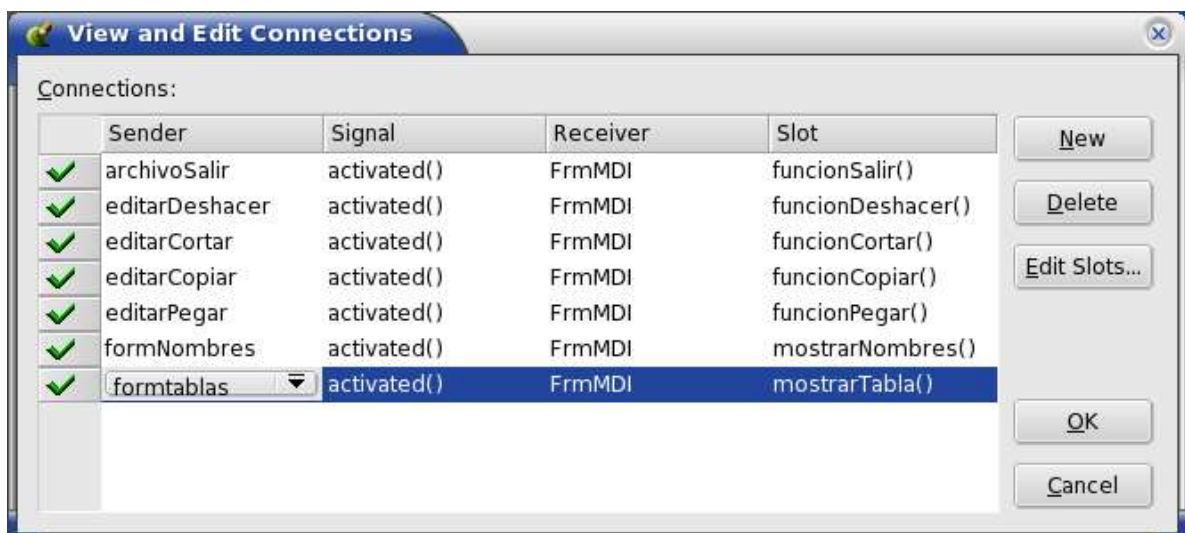 View and Edit Connections
Connections:
Sender Signal Receiver Slot
archivoSalir activated() FrmMDI funcionSalir()
editarDeshacer activated() FrmMDI funcionDeshacer()
editarCortar activated() FrmMDI funcionCortar()
editarCopiar activated() FrmMDI funcionCopiar()
editarPegar activated() FrmMDI funcionPegar()
formNombres activated() FrmMDI mostrarNombres()
formtablas activated() FrmMDI mostrarTabla()
New
Delete
Edit Slots...
OK
Cancel